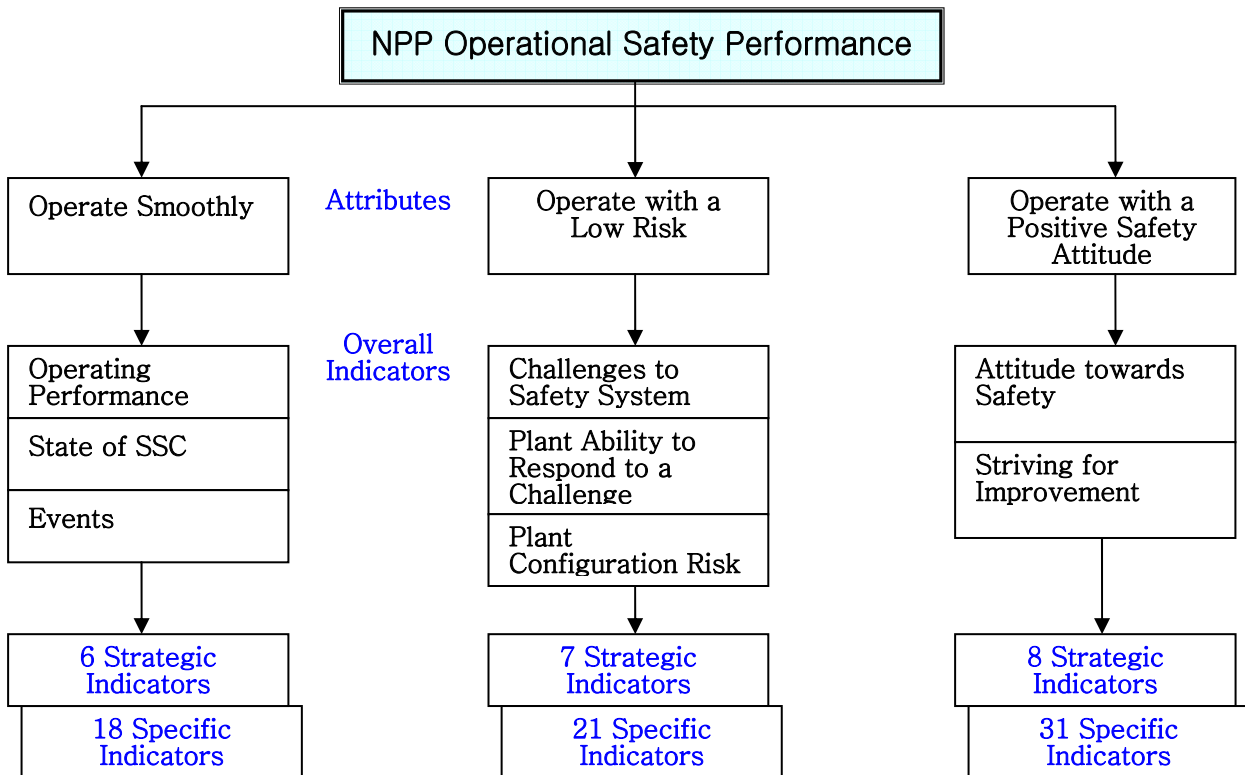 NPP Operational Safety Performance
Operate Smoothly
Attributes
Operate with a
Low Risk
Operate with a
Positive Safety
Attitude
Overall
Indicators
Operating
Performance
State of SSC
Events
Challenges to
Safety System
Plant Ability to
Respond to a
Challenge
Plant
Configuration Risk
Attitude towards
Safety
Striving for
Improvement
6 Strategic
Indicators
18 Specific
Indicators
7 Strategic
Indicators
21 Specific
Indicators
8 Strategic
Indicators
31 Specific
Indicators